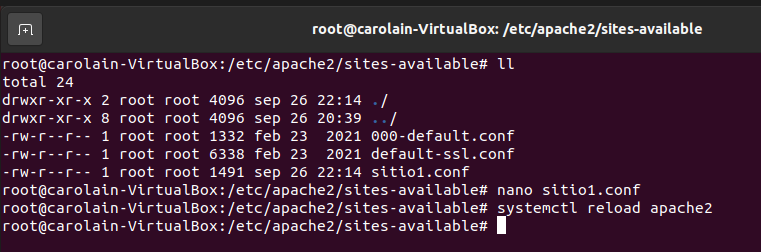 root@carolain-VirtualBox: /etc/apache2/sites-available
root@carolain-VirtualBox:/etc/apache2/sites-available# ll
total 24
drwxr-xr-x 2 root root 4096 sep 26 22:14 ./
drwxr-xr-x 8 root root 4096 sep 26 20:39 ../
-rw-r--r-- 1 root root 1332 feb 23  2021 000-default.conf
-rw-r--r-- 1 root root 6338 feb 23  2021 default-ssl.conf
-rw-r--r-- 1 root root 1491 sep 26 22:14 sitio1.conf
root@carolain-VirtualBox:/etc/apache2/sites-available# nano sitio1.conf
root@carolain-VirtualBox:/etc/apache2/sites-available# systemctl reload apache2
root@carolain-VirtualBox:/etc/apache2/sites-available#